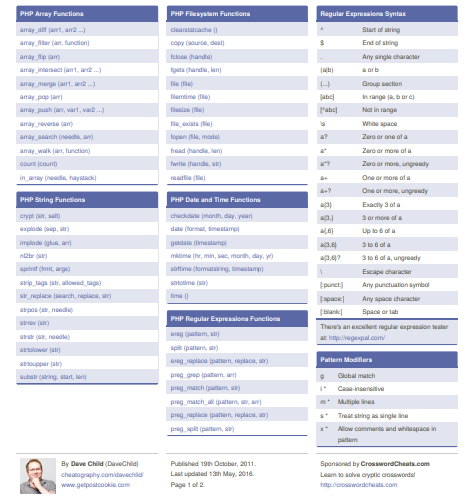 PHP Array Functions
array_diff (arr1, arr2 ...)
array_filter (arr, function)
array_flip (arr)
array_intersect (arr1, arr2 ...)
array_merge (arr1, arr2 ...)
array_pop (arr)
array_push (arr, var1, var2 ...)
array_reverse (arr)
array_search (needle, arr)
array_walk (arr, function)
count (count)
in_array (needle, haystack)
PHP String Functions
crypt (str, salt)
explode (sep, str)
implode (glue, arr)
nl2br (str)
sprintf (frmt, args)
strip_tags (str, allowed_tags)
str_replace (search, replace, str)
strpos (str, needle)
strrev (str)
strstr (str, needle)
strtolower (str)
strtoupper (str)
substr (string, start, len)
PHP Filesystem Functions
clearstatcache ()
copy (source, dest)
fclose (handle)
fgets (handle, len)
file (file)
filemtime (file)
filesize (file)
file_exists (file)
fopen (file, mode)
fread (handle, len)
fwrite (handle, str)
readfile (file)
PHP Date and Time Functions
checkdate (month, day, year)
date (format, timestamp)
getdate (timestamp)
mktime (hr, min, sec, month, day, yr)
strftime (formatstring, timestamp)
strtotime (str)
time ()
PHP Regular Expressions Functions
ereg (pattern, str)
split (pattern, str)
ereg_replace (pattern, replace, str)
preg_grep (pattern, arr)
preg_match (pattern, str)
preg_match_all (pattern, str, arr)
preg_replace (pattern, replace, str)
preg_split (pattern, str)
Regular Expressions Syntax
^ Start of string
$ End of string
. Any single character
(a|b) a or b
(...) Group section
[abc] In range (a, b or c)
[^abc] Not in range
\s White space
a? Zero or one of a
a* Zero or more of a
a*? Zero or more, ungreedy
a+ One or more of a
a+? One or more, ungreedy
a{3} Exactly 3 of a
a{3,} 3 or more of a
a{,6} Up to 6 of a
a{3,6} 3 to 6 of a
a{3,6}? 3 to 6 of a, ungreedy
\ Escape character
[:punct:] Any punctuation symbol
[:space:] Any space character
[:blank:] Space or tab
There's an excellent regular expression tester
at: http://regexpal.com/
Pattern Modifiers
g Global match
i * Case-insensitive
m * Multiple lines
s * Treat string as single line
x * Allow comments and whitespace in
pattern
By Dave Child (DaveChild)
cheatography.com/davechild/
www.getpostcookie.com
Published 19th October, 2011.
Last updated 13th May, 2016.
Page 1 of 2.
Sponsored by CrosswordCheats.com
Learn to solve cryptic crosswords!
http://crosswordcheats.com